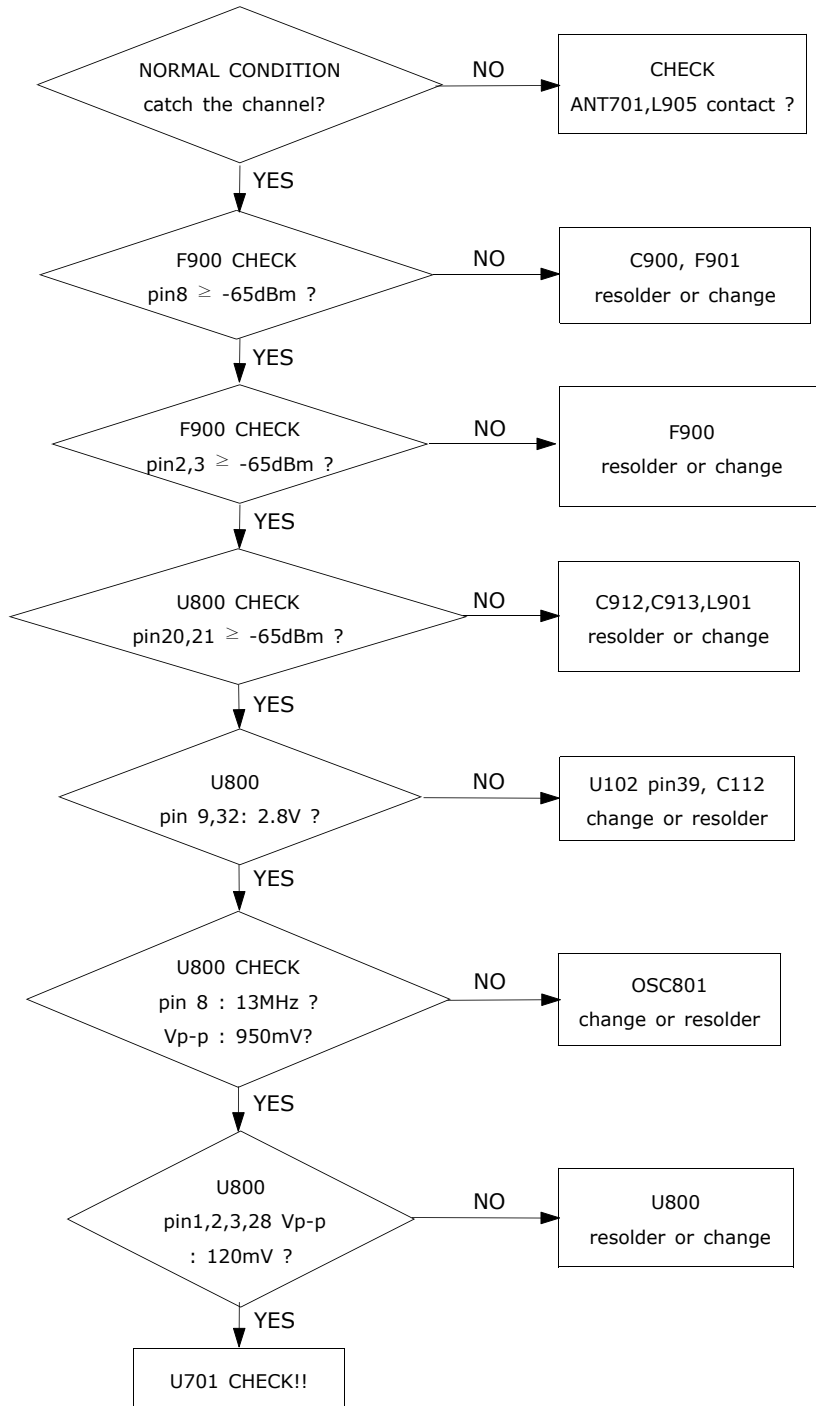 NORMAL CONDITION
catch the channel?
NO
CHECK
ANT701,L905 contact ?
YES
F900 CHECK
pin8 ≥ -65dBm ?
NO
C900, F901
resolder or change
YES
F900 CHECK
pin2,3 ≥ -65dBm ?
NO
F900
resolder or change
YES
U800 CHECK
pin20,21 ≥ -65dBm ?
NO
C912,C913,L901
resolder or change
YES
U800
pin 9,32: 2.8V ?
NO
U102 pin39, C112
change or resolder
YES
U800 CHECK
pin 8 : 13MHz ?
Vp-p : 950mV?
NO
OSC801
change or resolder
YES
U800
pin1,2,3,28 Vp-p
: 120mV ?
NO
U800
resolder or change
YES
U701 CHECK!!